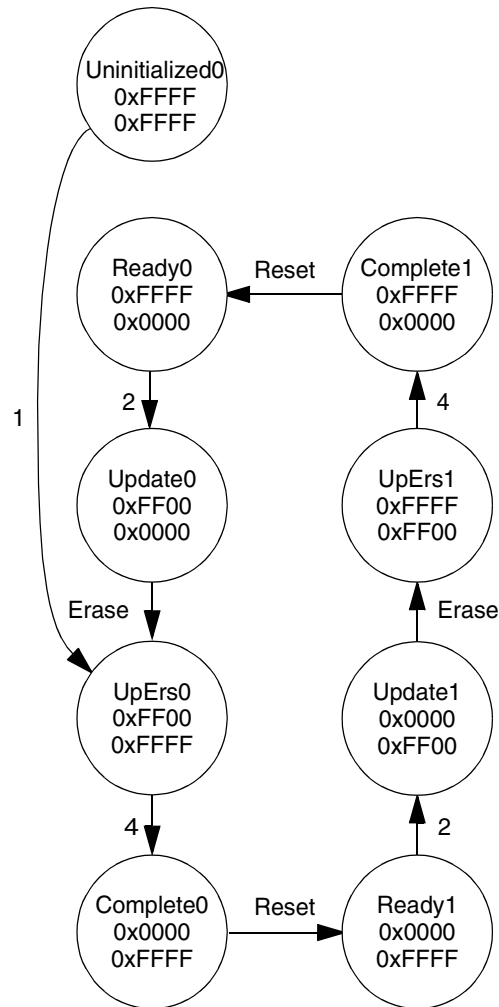 Uninitialized0
0xFFFF
0xFFFF
Ready0
0xFFFF
0x0000
Reset
Complete1
0xFFFF
0x0000
1
2
4
Update0
0xFF00
0x0000
UpErs1
0xFFFF
0xFF00
Erase
Erase
UpErs0
0xFF00
0xFFFF
Update1
0x0000
0xFF00
4
2
Complete0
0x0000
0xFFFF
Reset
Ready1
0x0000
0xFFFF